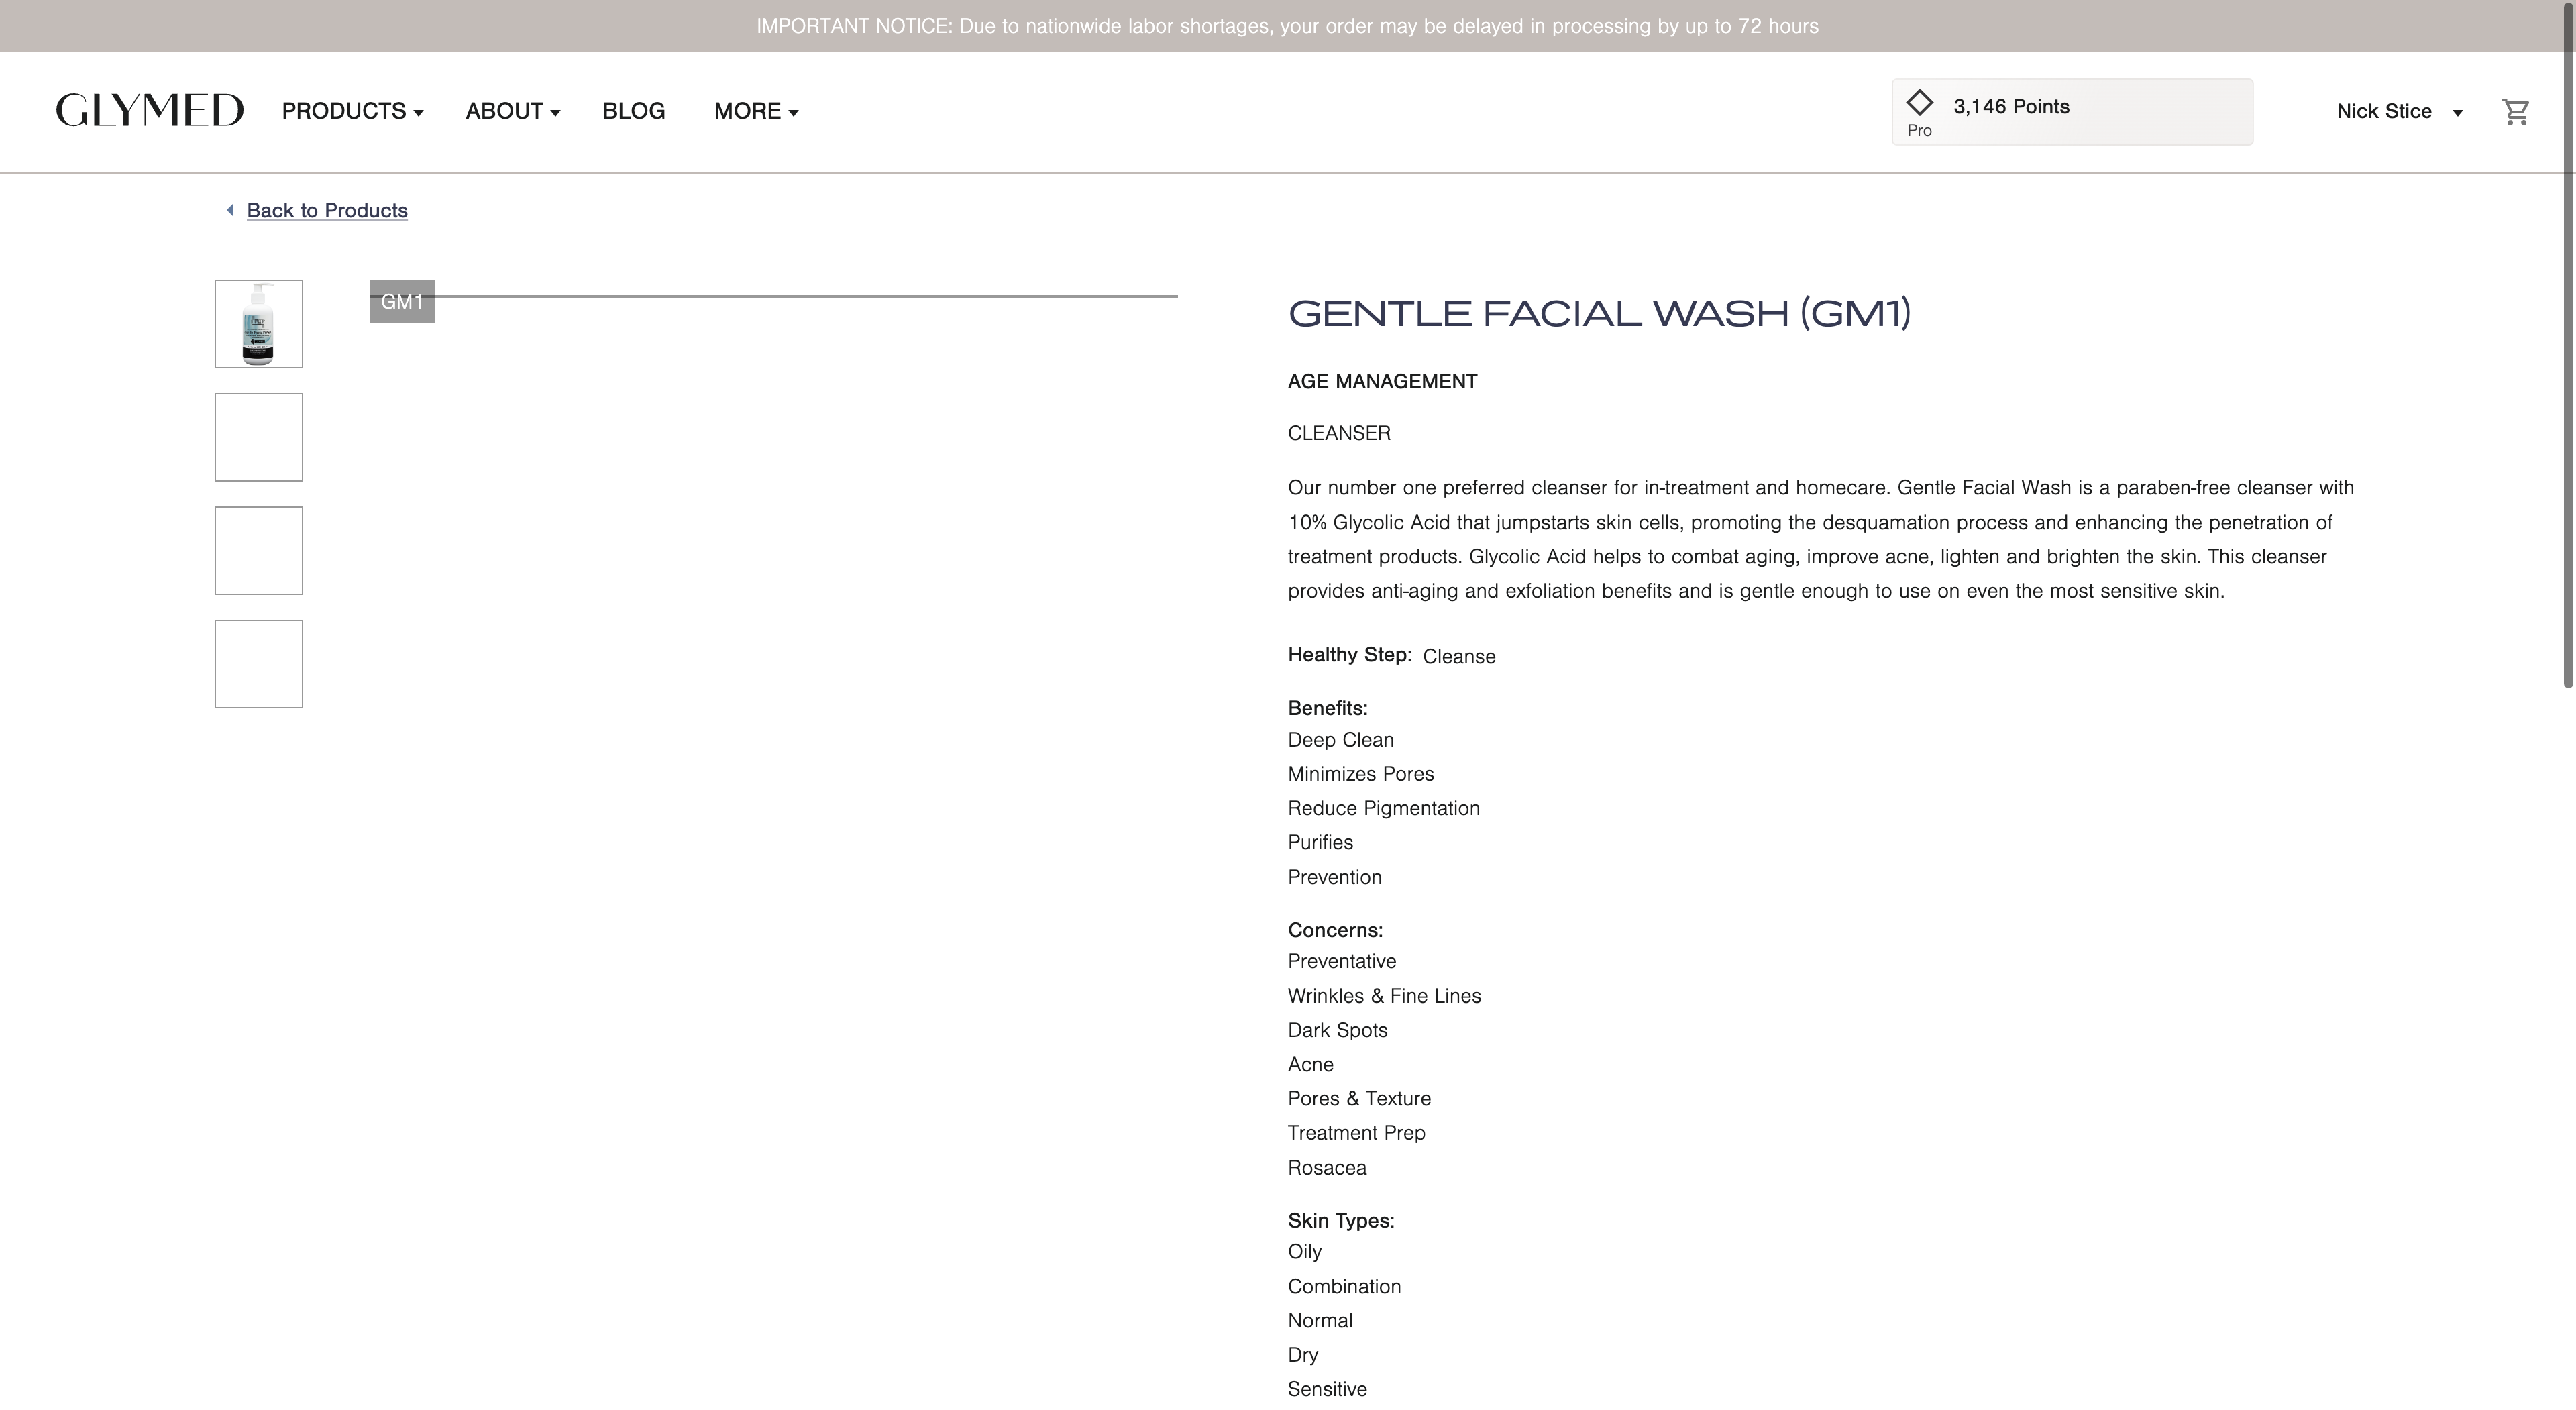 IMPORTANT NOTICE: Due to nationwide labor shortages, your order may be delayed in processing by up to 72 hours
GLYMED
PRODUCTS
ABOUT
BLOG
MORE
Pro
3,146 Points
Nick Stice
Back to Products
GM1
GENTLE FACIAL WASH (GM1)
AGE MANAGEMENT
CLEANSER
Our number one preferred cleanser for in-treatment and homecare. Gentle Facial Wash is a paraben-free cleanser with
10% Glycolic Acid that jumpstarts skin cells, promoting the desquamation process and enhancing the penetration of
treatment products. Glycolic Acid helps to combat aging, improve acne, lighten and brighten the skin. This cleanser
provides anti-aging and exfoliation benefits and is gentle enough to use on even the most sensitive skin.
Healthy Step: Cleanse
Benefits:
Deep Clean
Minimizes Pores
Reduce Pigmentation
Purifies
Prevention
Concerns:
Preventative
Wrinkles & Fine Lines
Dark Spots
Acne
Pores & Texture
Treatment Prep
Rosacea
Skin Types:
Oily
Combination
Normal
Dry
Sensitive